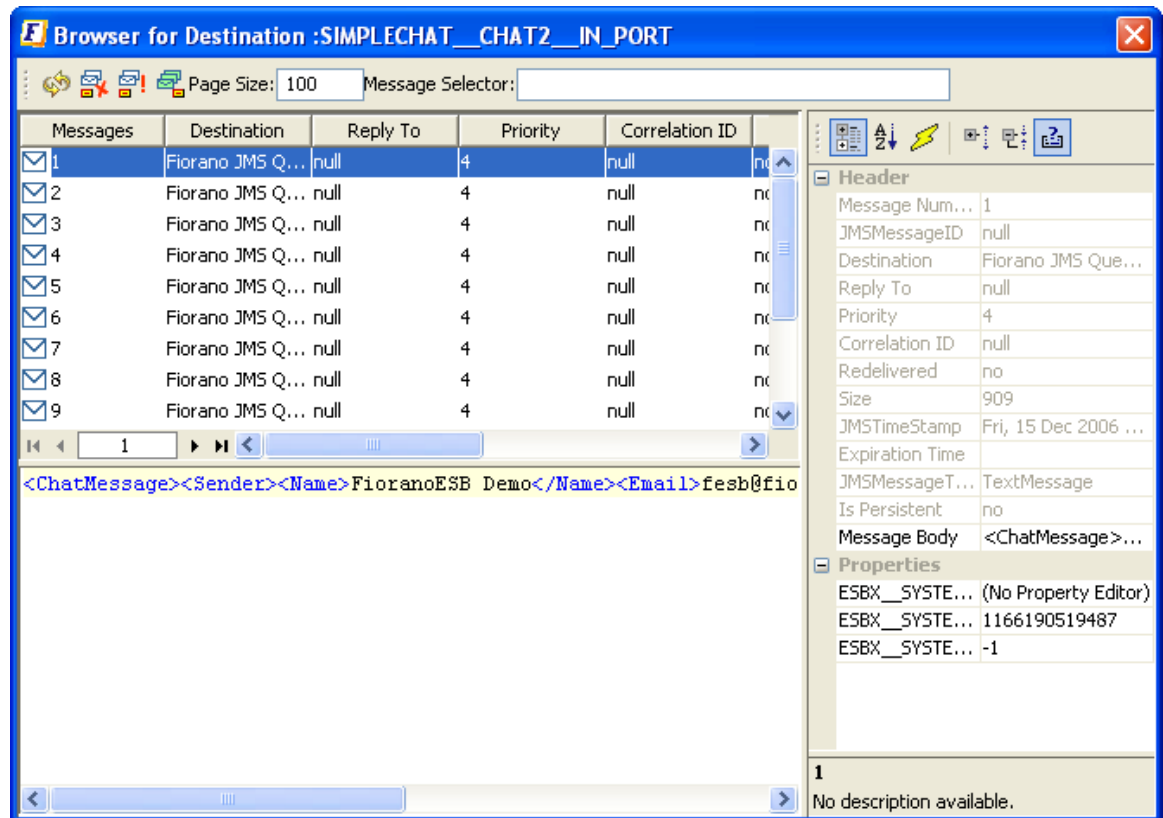 Browser for Destination :SIMPLECHAT__CHAT2__IN_PORT
Page Size: 100 Message Selector:
Messages Destination Reply To Priority Correlation ID
1 Fiorano JMS Q... null 4 null
2 Fiorano JMS Q... null 4 null
3 Fiorano JMS Q... null 4 null
4 Fiorano JMS Q... null 4 null
5 Fiorano JMS Q... null 4 null
6 Fiorano JMS Q... null 4 null
7 Fiorano JMS Q... null 4 null
8 Fiorano JMS Q... null 4 null
9 Fiorano JMS Q... null 4 null
1
<ChatMessage><Sender><Name>FioranoESB Demo</Name><Email>fesb@fio
Header
Message Num... 1
JMSMessageID null
Destination Fiorano JMS Que...
Reply To null
Priority 4
Correlation ID null
Redelivered no
Size 909
JMSTimeStamp Fri, 15 Dec 2006 ...
Expiration Time
JMSMessageT... TextMessage
Is Persistent no
Message Body <ChatMessage>...
Properties
ESBX__SYSTE... (No Property Editor)
ESBX__SYSTE... 1166190519487
ESBX__SYSTE... -1
1
No description available.